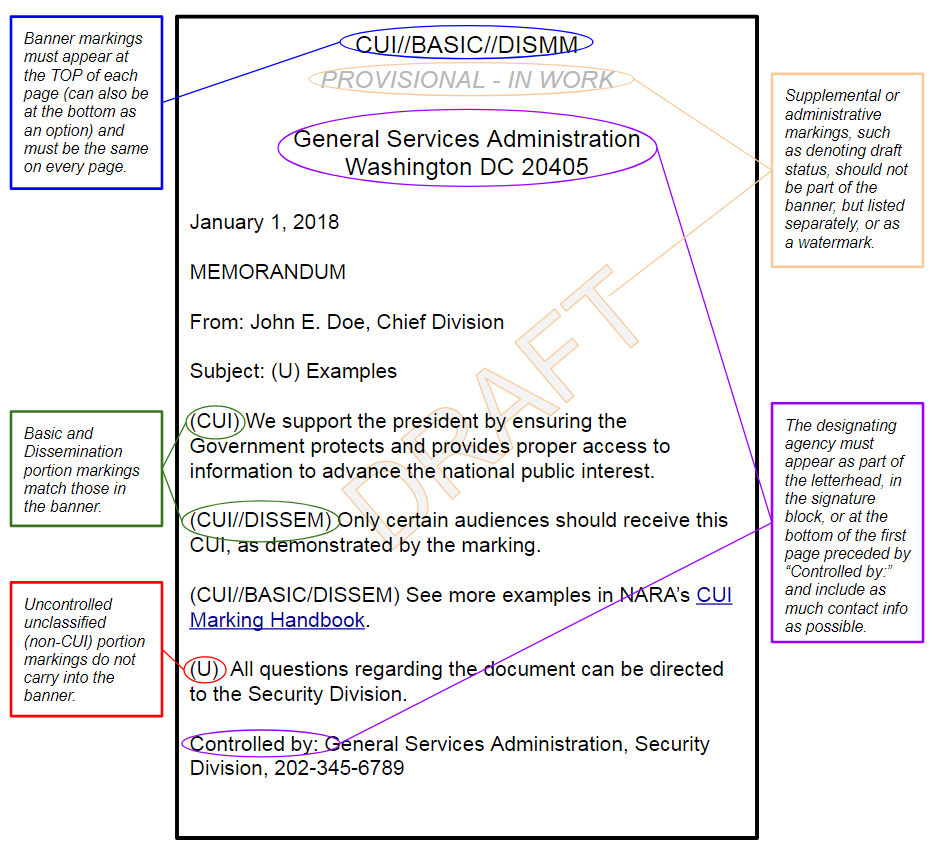 Banner markings
must appear at
the TOP of each
page (can also be
at the bottom as
an option) and
must be the same
on every page.
CUI//BASIC//DISMM
PROVISIONAL - IN WORK
General Services Administration
Washington DC 20405
Supplemental or
administrative
markings, such
as denoting draft
status, should not
be part of the
banner, but listed
separately, or as
a watermark.
January 1, 2018
MEMORANDUM
From: John E. Doe, Chief Division
Subject: (U) Examples
DRAFT
Basic and
Dissemination
portion markings
match those in
the banner.
(CUI) We support the president by ensuring the
Government protects and provides proper access to
information to advance the national public interest.
(CUI//DISSEM) Only certain audiences should receive this
CUI, as demonstrated by the marking.
(CUI//BASIC/DISSEM) See more examples in NARA's CUI
Marking Handbook.
The designating
agency must
appear as part of
the letterhead, in
the signature
block, or at the
bottom of the first
page preceded by
“Controlled by:”
and include as
much contact info
as possible.
Uncontrolled
unclassified
(non-CUI) portion
markings do not
carry into the
banner.
(U) All questions regarding the document can be directed
to the Security Division.
Controlled by: General Services Administration, Security
Division, 202-345-6789